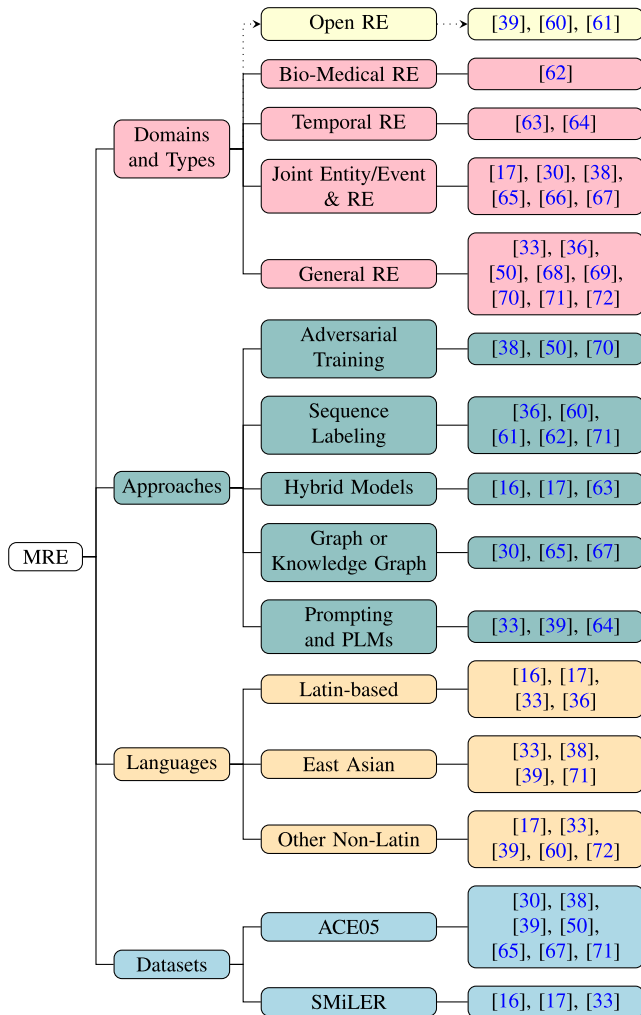 MRE
Domains
and Types
Open RE
[39], [60], [61]
Bio-Medical RE
[62]
Temporal RE
[63], [64]
Joint Entity/Event
& RE
[17], [30], [38],
[65], [66], [67]
General RE
[33], [36],
[50], [68], [69],
[70], [71], [72]
Approaches
Adversarial
Training
[38], [50], [70]
Sequence
Labeling
[36], [60],
[61], [62], [71]
Hybrid Models
[16], [17], [63]
Graph or
Knowledge Graph
[30], [65], [67]
Prompting
and PLMs
[33], [39], [64]
Languages
Latin-based
[16], [17],
[33], [36]
East Asian
[33], [38],
[39], [71]
Other Non-Latin
[17], [33],
[39], [60], [72]
Datasets
ACE05
[30], [38],
[39], [50],
[65], [67], [71]
SMiLER
[16], [17], [33]